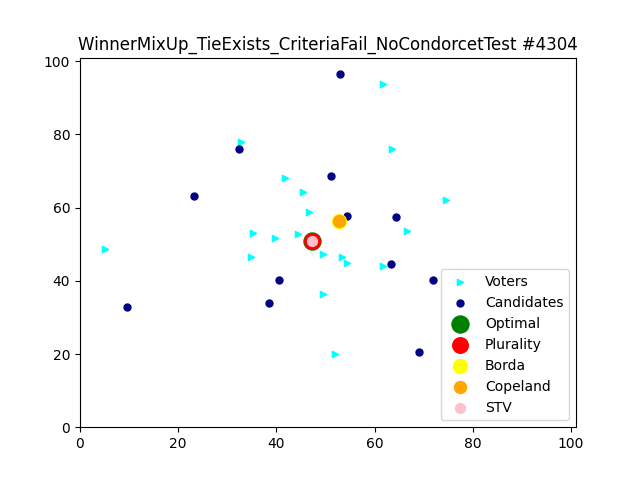 WinnerMixUp_TieExists_CriteriaFail_NoCondorcetTest #4304
100
80
60
40
20
0
0 20 40 60 80 100
Voters
Candidates
Optimal
Plurality
Borda
Copeland
STV